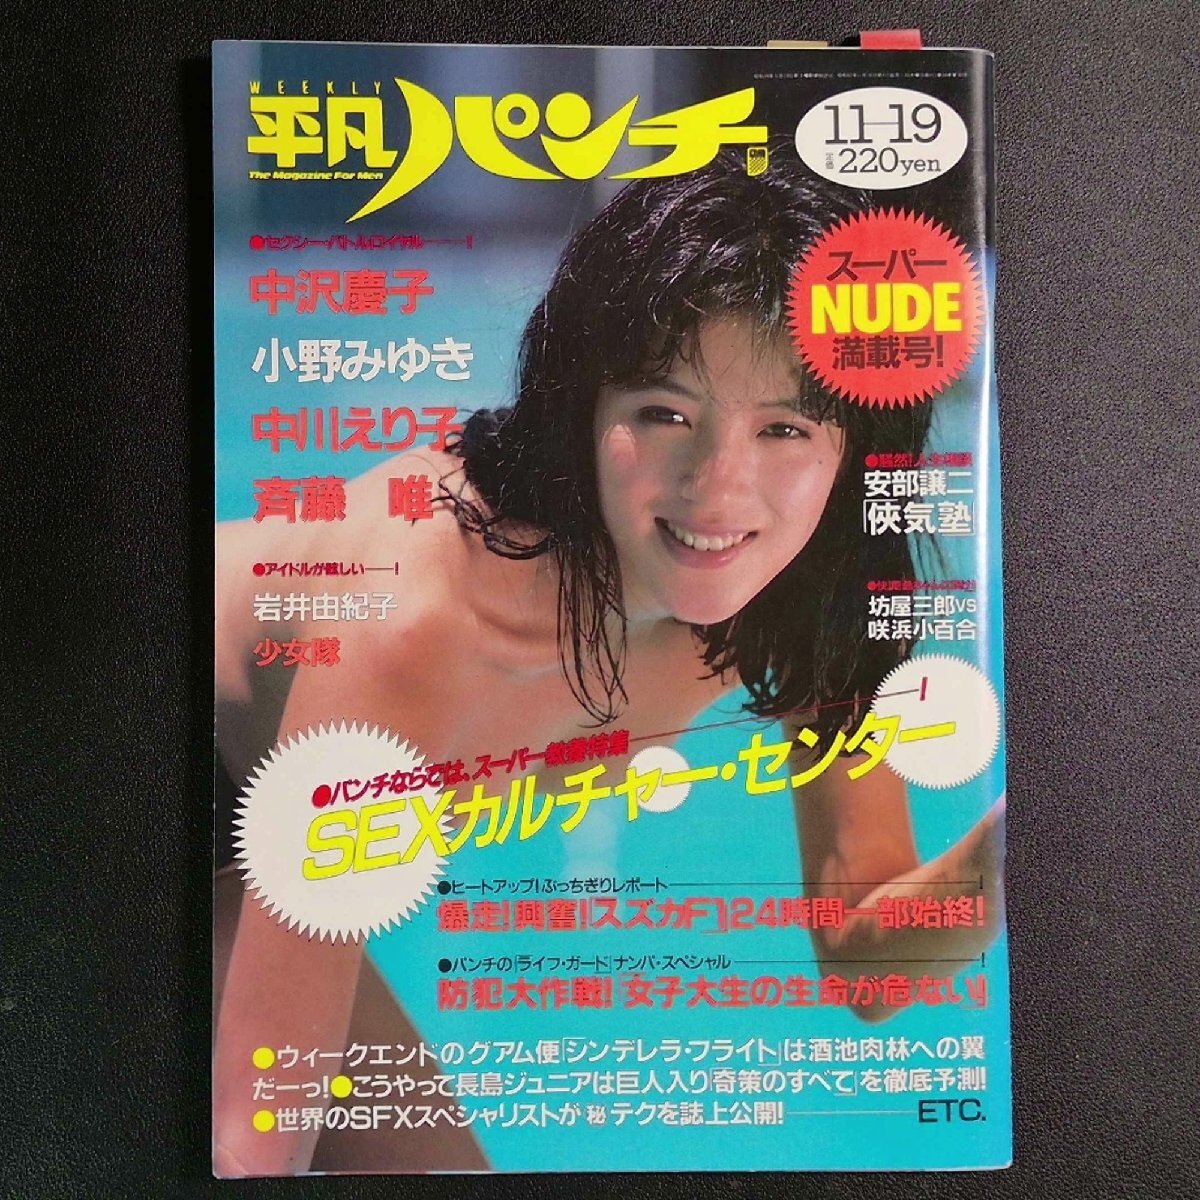 WEEKLY
平凡パンチ
The Magazine For Men
11—19
定価220yen
スーパー
NUDE
満載号!
●セクシー・バトルロイヤル——!
中沢慶子
小野みゆき
中川えり子
斉藤 唯
●アイドルが眩しい——!
岩井由紀子
少女隊
安部譲二
「侠気塾」
坊屋三郎vs
咲浜小百合
●パンチならでは、スーパー教養特集——!
SEXカルチャー・センター
●ヒートアップ!ぶっちぎりレポート——!
爆走!興奮!「スズカF1」24時間一部始終!
●パンチの「ライフ・ガード」ナンパ・スペシャル——!
防犯大作戦!「女子大生の生命が危ない」
●ウィークエンドのグアム便「シンデレラ・フライト」は酒池肉林への翼
だーっ!●こうやって長島ジュニアは巨人入り「奇策のすべて」を徹底予測!
●世界のSFXスペシャリストが㊙テクを誌上公開!——ETC.